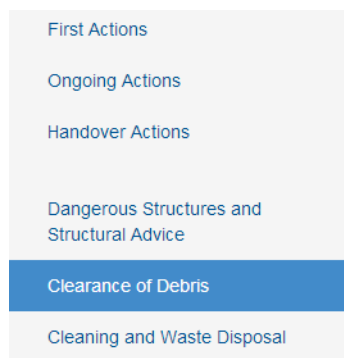 First Actions
Ongoing Actions
Handover Actions
Dangerous Structures and
Structural Advice
Clearance of Debris
Cleaning and Waste Disposal